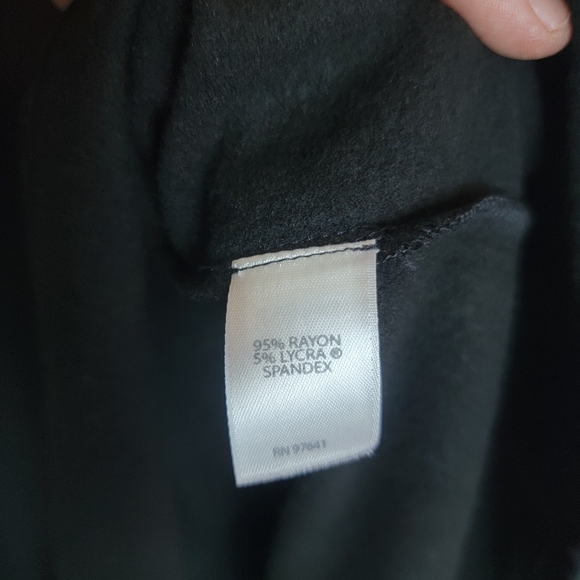 95% RAYON
5% LYCRA ®
SPANDEX
RN 97641